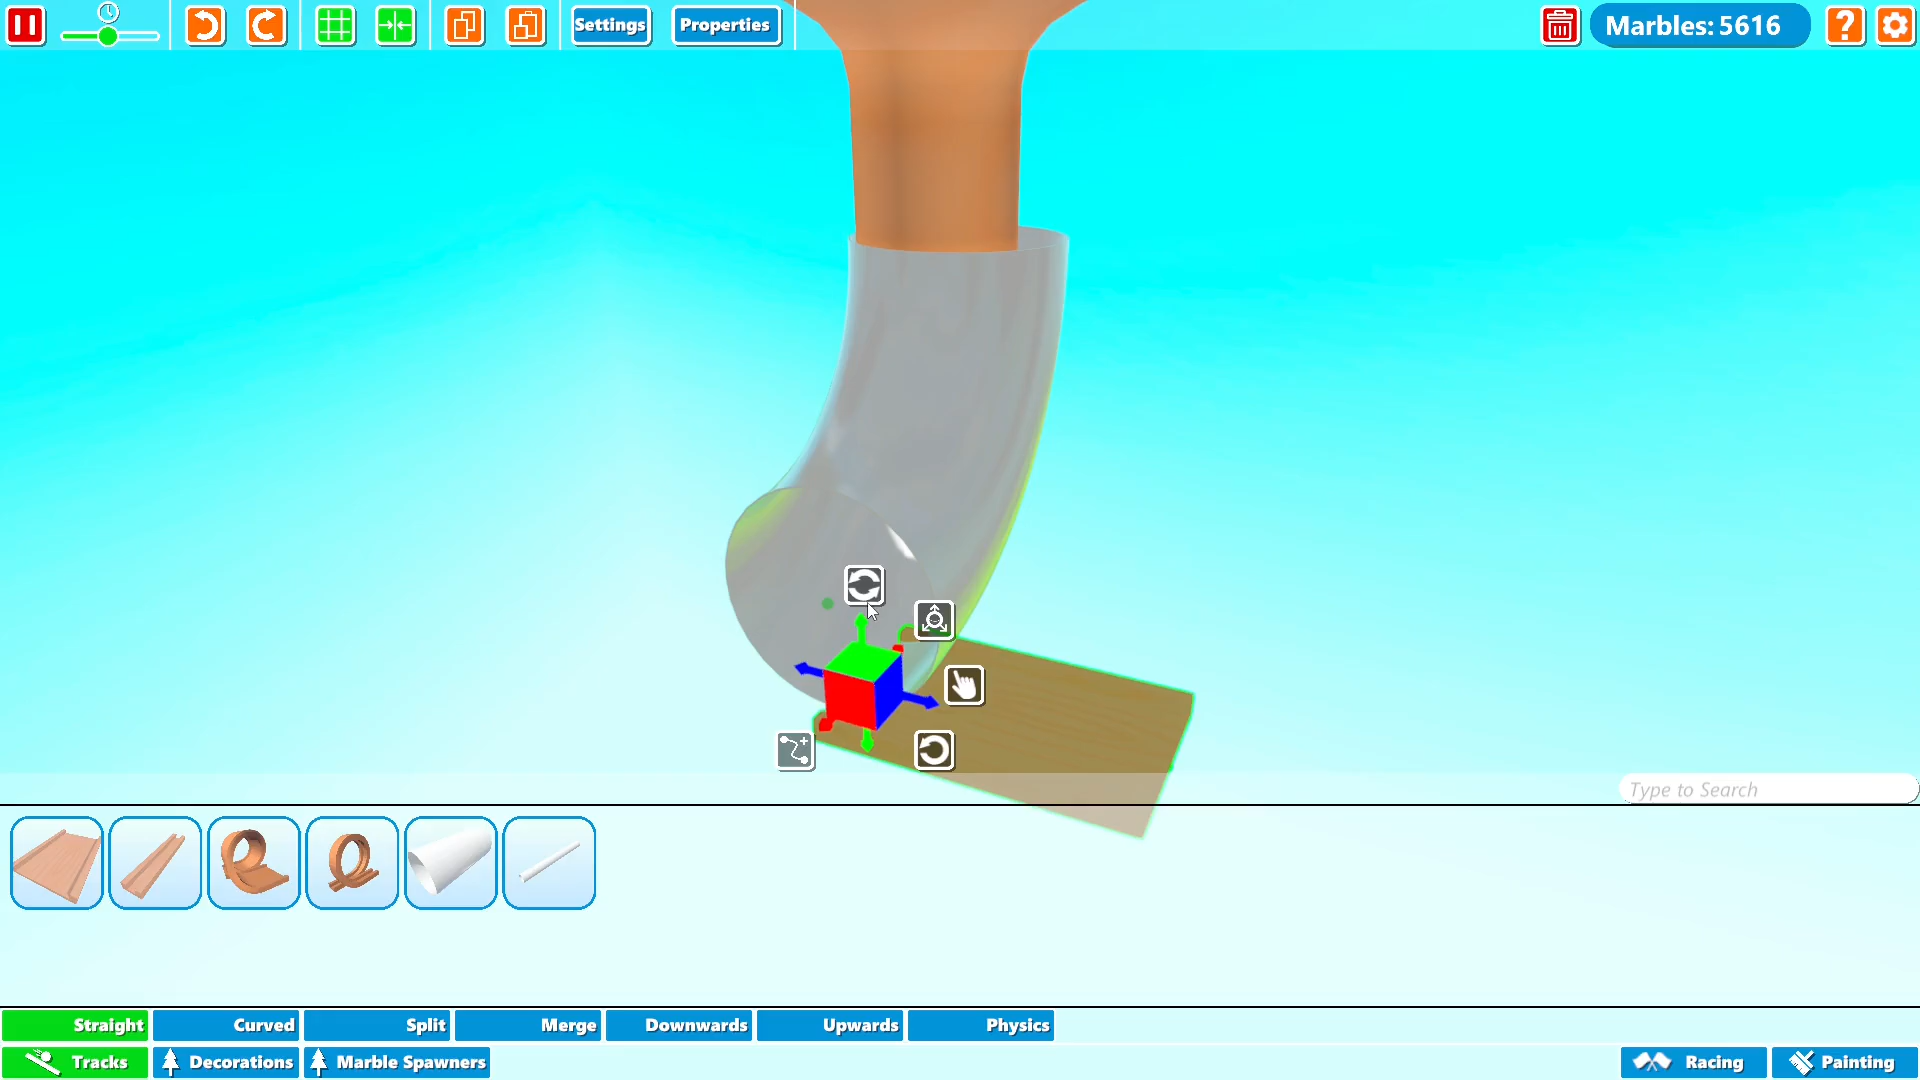 Settings
Properties
Marbles: 5616
?
Type to Search
Straight
Curved
Split
Merge
Downwards
Upwards
Physics
Tracks
Decorations
Marble Spawners
Racing
Painting